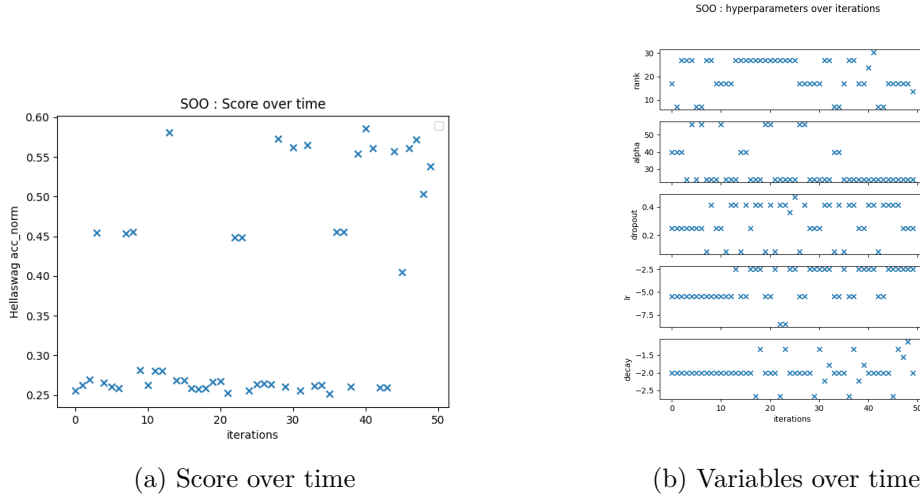 SOO : Score over time
Hellaswag acc_norm
0.60
0.55
0.50
0.45
0.40
0.35
0.30
0.25
0 10 20 30 40 50
iterations
(a) Score over time
SOO : hyperparameters over iterations
rank
30
20
10
alpha
50
40
30
dropout
0.4
0.2
lr
−2.5
−5.0
−7.5
decay
−1.5
−2.0
−2.5
0 10 20 30 40 50
iterations
(b) Variables over time